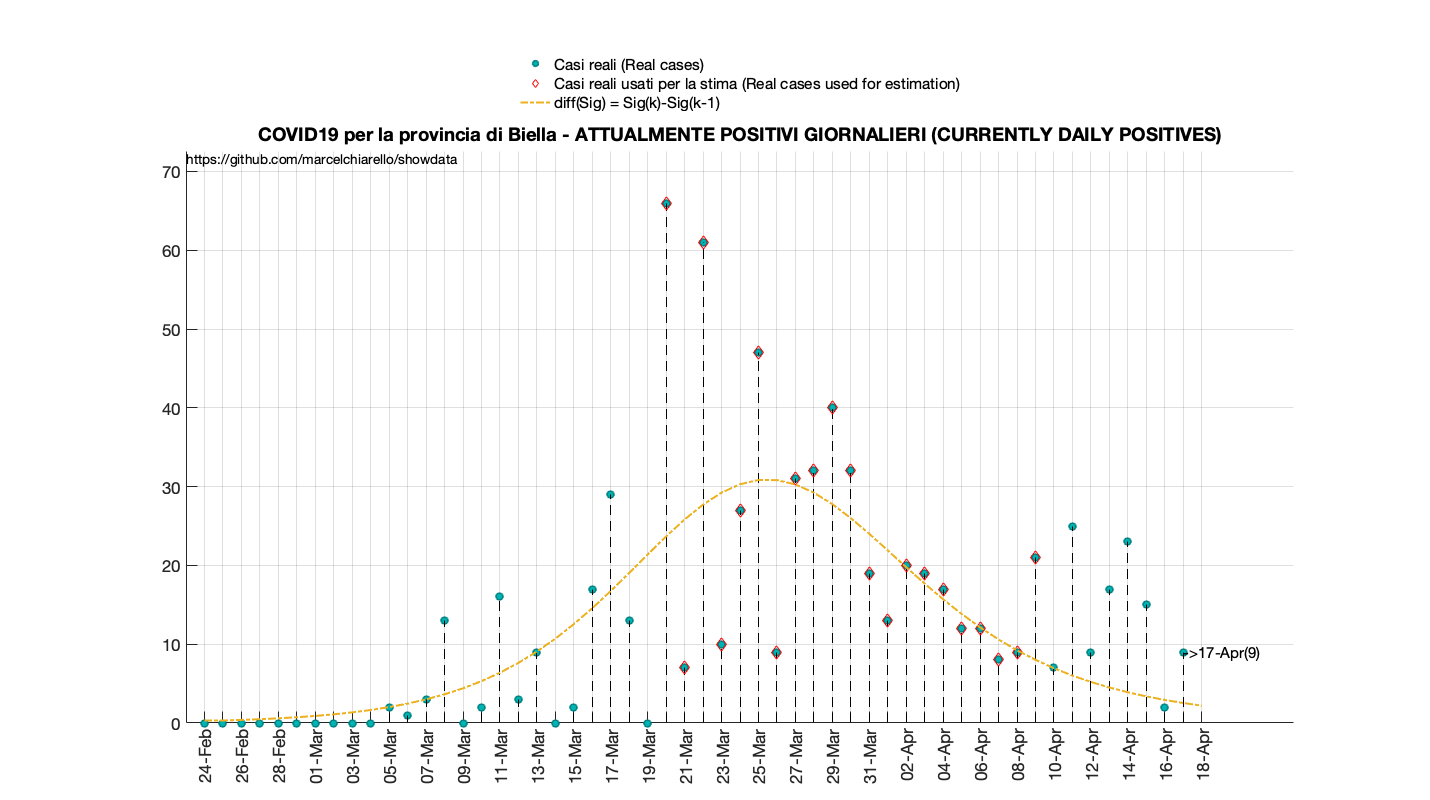 Casi reali (Real cases)
Casi reali usati per la stima (Real cases used for estimation)
diff(Sig) = Sig(k)-Sig(k-1)
COVID19 per la provincia di Biella - ATTUALMENTE POSITIVI GIORNALIERI (CURRENTLY DAILY POSITIVES)
https://github.com/marcelchiarello/showdata
70
60
50
40
30
20
10
0
->17-Apr(9)
24-Feb
26-Feb
28-Feb
01-Mar
03-Mar
05-Mar
07-Mar
09-Mar
11-Mar
13-Mar
15-Mar
17-Mar
19-Mar
21-Mar
23-Mar
25-Mar
27-Mar
29-Mar
31-Mar
02-Apr
04-Apr
06-Apr
08-Apr
10-Apr
12-Apr
14-Apr
16-Apr
18-Apr